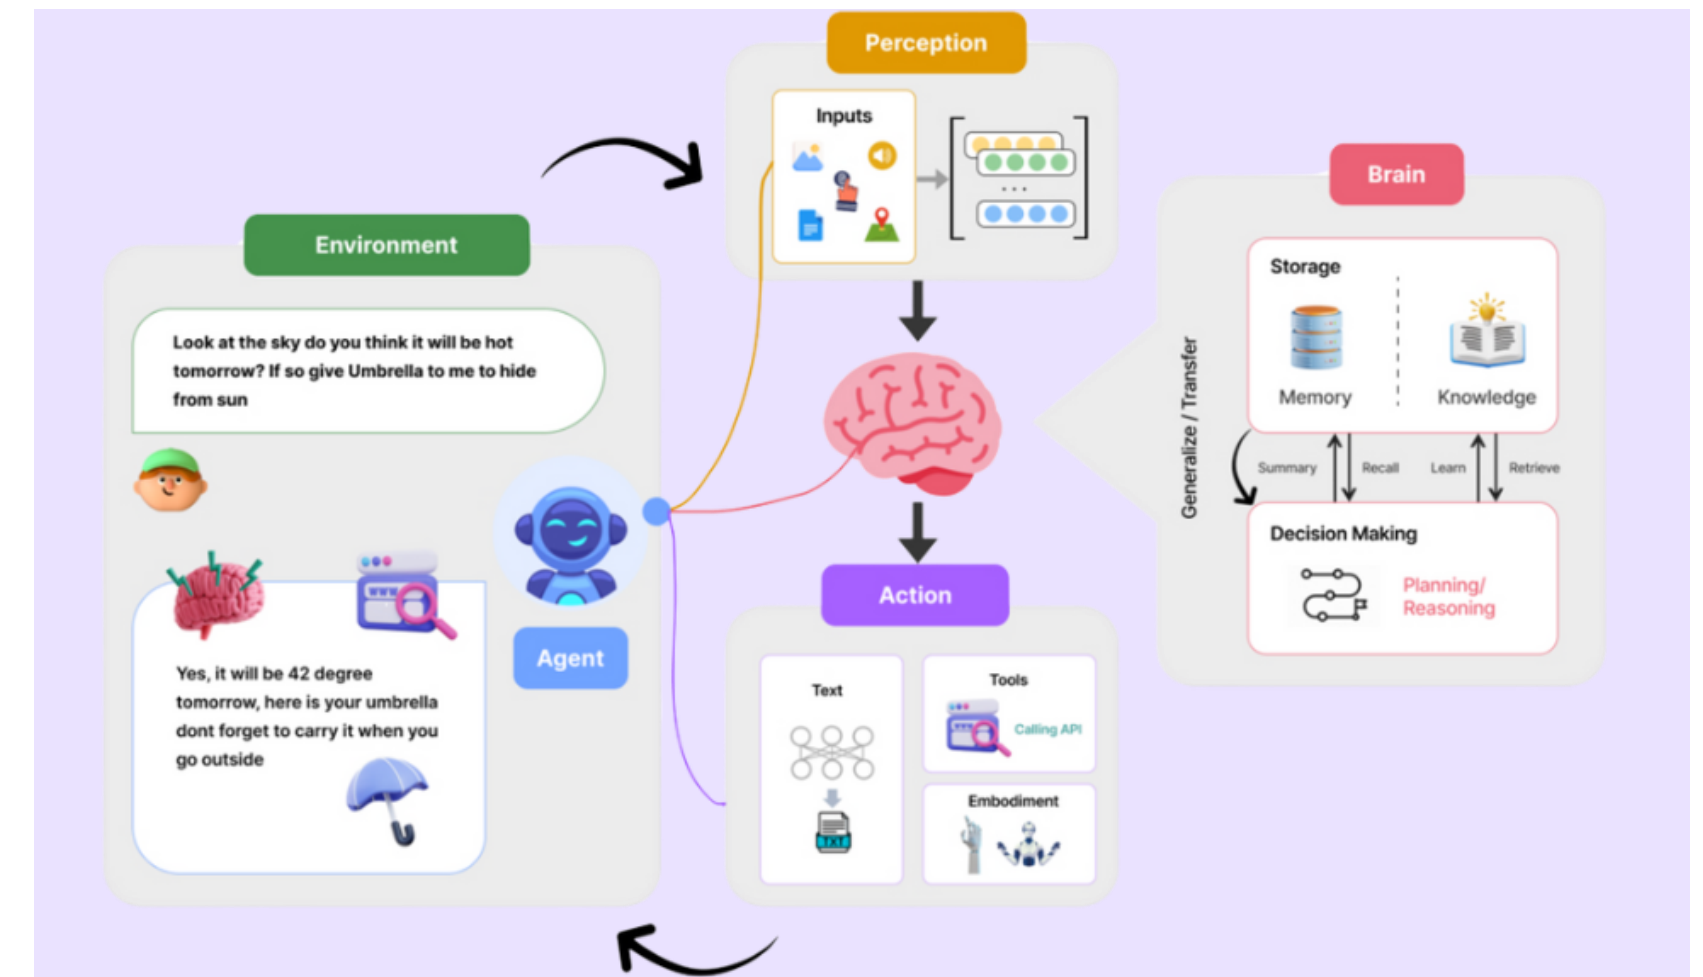 Perception
Inputs
...
Brain
Storage
Memory
Knowledge
Generalize / Transfer
Summary
Recall
Learn
Retrieve
Decision Making
Planning/
Reasoning
Environment
Look at the sky do you think it will be hot
tomorrow? If so give Umbrella to me to hide
from sun
Agent
Yes, it will be 42 degree
tomorrow, here is your umbrella
dont forget to carry it when you
go outside
Action
Text
TXT
Tools
Calling API
Embodiment